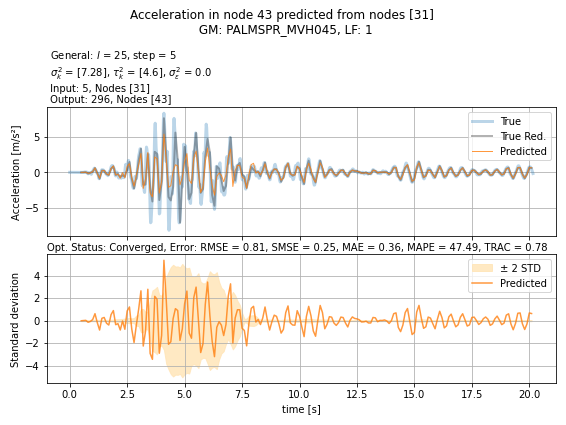 Acceleration in node 43 predicted from nodes [31]
GM: PALMSPR_MVH045, LF: 1
General: l = 25, step = 5
σ²ₖ = [7.28], τ²ₖ = [4.6], σ²ε = 0.0
Input: 5, Nodes [31]
Output: 296, Nodes [43]
Acceleration [m/s²]
5
0
−5
True
True Red.
Predicted
Opt. Status: Converged, Error: RMSE = 0.81, SMSE = 0.25, MAE = 0.36, MAPE = 47.49, TRAC = 0.78
Standard deviation
4
2
0
−2
−4
± 2 STD
Predicted
0.0 2.5 5.0 7.5 10.0 12.5 15.0 17.5 20.0
time [s]